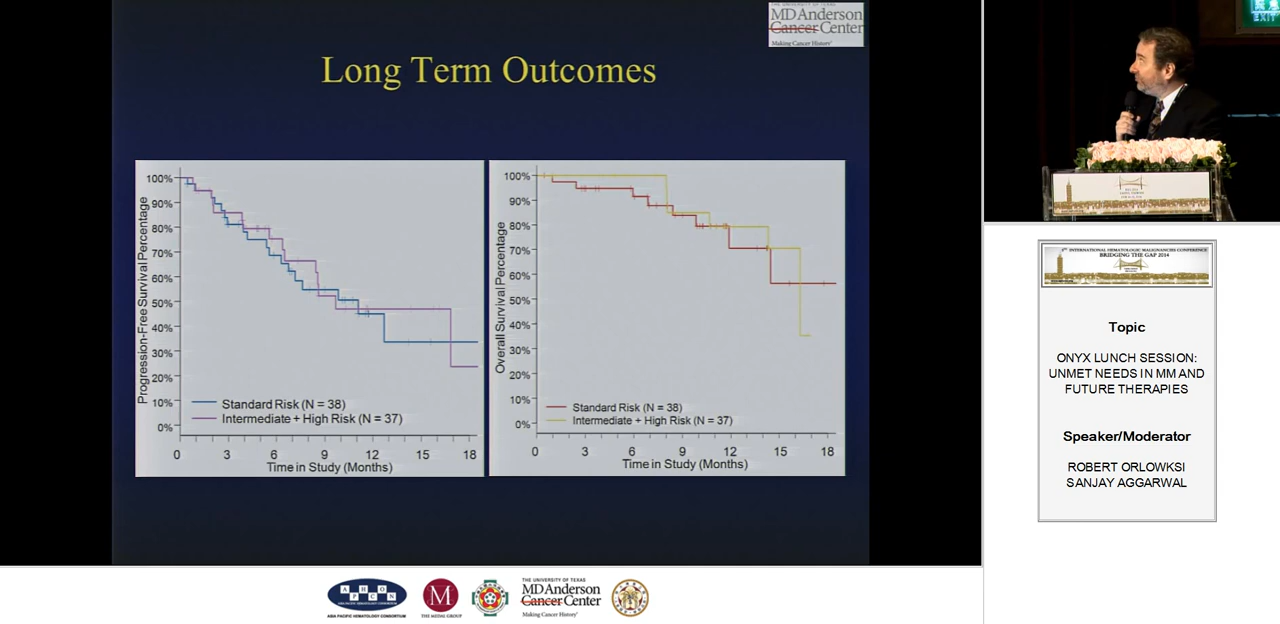 THE UNIVERSITY OF TEXAS
MD Anderson
Cancer Center
Making Cancer History
Long Term Outcomes
Progression-Free Survival Percentage
100%
90%
80%
70%
60%
50%
40%
30%
20%
10%
0%
Standard Risk (N = 38)
Intermediate + High Risk (N = 37)
0 3 6 9 12 15 18
Time in Study (Months)
Overall Survival Percentage
100%
90%
80%
70%
60%
50%
40%
30%
20%
10%
0%
Standard Risk (N = 38)
Intermediate + High Risk (N = 37)
0 3 6 9 12 15 18
Time in Study (Months)
EXIT
INTERNATIONAL HEMATOLOGIC MALIGNANCIES CONFERENCE
BRIDGING THE GAP 2014
Topic
ONYX LUNCH SESSION:
UNMET NEEDS IN MM AND
FUTURE THERAPIES
Speaker/Moderator
ROBERT ORLOWKSI
SANJAY AGGARWAL
AHOPCN
ASIA PACIFIC HEMATOLOGY CONSORTIUM
M
THE MEDAL GROUP
THE UNIVERSITY OF TEXAS
MD Anderson
Cancer Center
Making Cancer History'